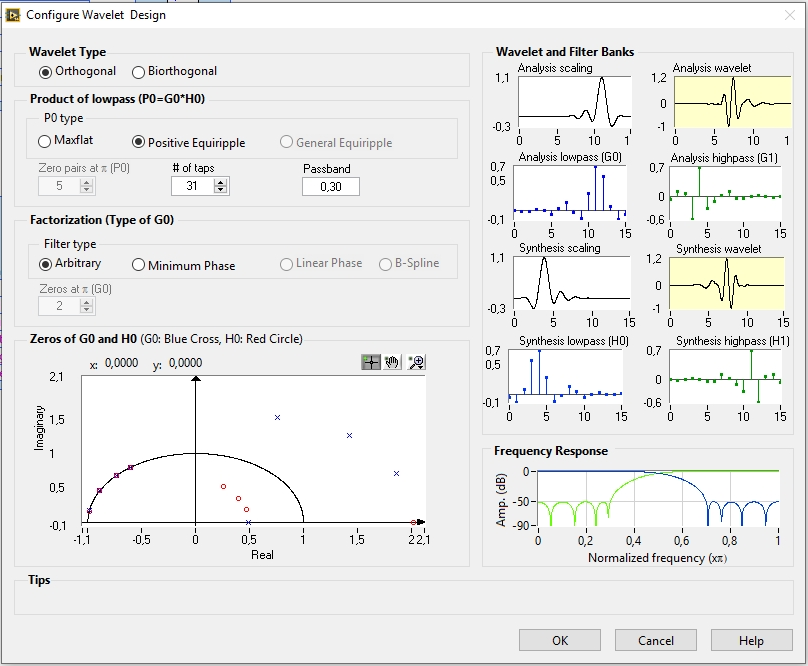 Configure Wavelet Design
Wavelet Type
Orthogonal Biorthogonal
Product of lowpass (P0=G0*H0)
P0 type
Maxflat Positive Equiripple General Equiripple
Zero pairs at π (P0) # of taps Passband
5 31 0,30
Factorization (Type of G0)
Filter type
Arbitrary Minimum Phase Linear Phase B-Spline
Zeros at π (G0)
2
Zeros of G0 and H0 (G0: Blue Cross, H0: Red Circle)
x: 0,0000 y: 0,0000
2,1
1,5
1
0,5
-0,1
Imaginary
-1,1 -0,5 0 0,5 1 1,5 2 2,1
Real
Wavelet and Filter Banks
Analysis scaling Analysis wavelet
1,1 1,2
0
-0,3 -1
0 5 10 1 0 5 10 1
Analysis lowpass (G0) Analysis highpass (G1)
0,7 0,7
0,5
0
-0,1 -0,6
0 5 10 15 0 5 10 15
Synthesis scaling Synthesis wavelet
1,1 1,2
0
-0,3 -1
0 5 10 15 0 5 10 15
Synthesis lowpass (H0) Synthesis highpass (H1)
0,7 0,7
0,5
0
-0,1 -0,6
0 5 10 15 0 5 10 15
Frequency Response
0
-50
-90
Amp. (dB)
0 0,2 0,4 0,6 0,8 1
Normalized frequency (xπ)
Tips
OK Cancel Help